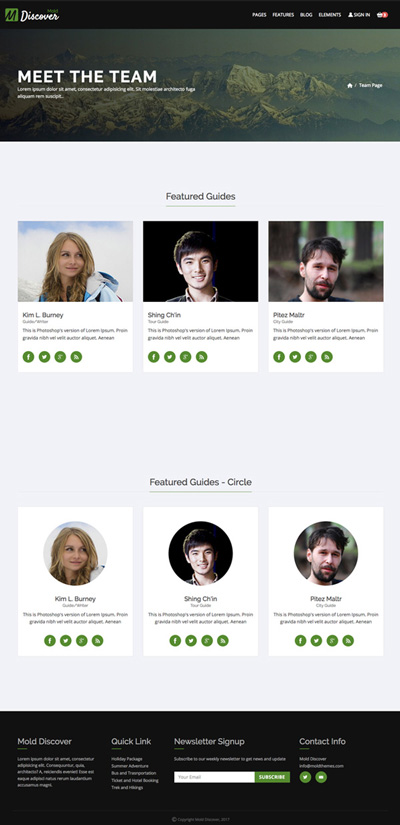 Mold
M Discover
PAGES FEATURES BLOG ELEMENTS SIGN IN
MEET THE TEAM
Lorem ipsum dolor sit amet, consectetur adipisicing elit. Sit molestiae architecto fuga
aliquam rem suscipit..
/ Team Page
Featured Guides
Kim L. Burney
Guide/Writer
This is Photoshop's version of Lorem Ipsum. Proin
gravida nibh vel velit auctor aliquet. Aenean
Shing Ch'in
Tour Guide
This is Photoshop's version of Lorem Ipsum. Proin
gravida nibh vel velit auctor aliquet. Aenean
Pitez Maltr
City Guide
This is Photoshop's version of Lorem Ipsum. Proin
gravida nibh vel velit auctor aliquet. Aenean
Featured Guides - Circle
Kim L. Burney
Guide/Writer
This is Photoshop's version of Lorem Ipsum. Proin
gravida nibh vel velit auctor aliquet. Aenean
Shing Ch'in
Tour Guide
This is Photoshop's version of Lorem Ipsum. Proin
gravida nibh vel velit auctor aliquet. Aenean
Pitez Maltr
City Guide
This is Photoshop's version of Lorem Ipsum. Proin
gravida nibh vel velit auctor aliquet. Aenean
Mold Discover
Lorem ipsum dolor sit amet, consectetur
adipisicing elit. Consequuntur, quia,
architecto? A, reiciendis eveniet! Esse est
eaque adipisci natus rerum laudantium
accusamus magni.
Quick Link
Holiday Package
Summer Adventure
Bus and Transportation
Ticket and Hotel Booking
Trek and Hikings
Newsletter Signup
Subscribe to our weekly newsletter to get news and update
Your Email
SUBSCRIBE
Contact Info
Mold Discover
info@moldthemes.com
© Copyright Mold Discover, 2017